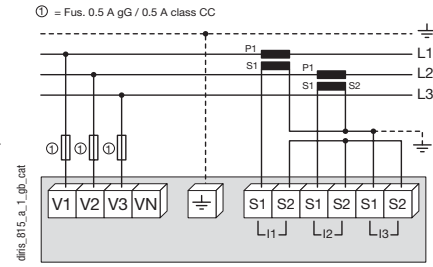 ① = Fus. 0.5 A gG / 0.5 A class CC
P1
L1
S1
P1
L2
S1
S2
L3
①
①
①
V1
V2
V3
VN
S1
S2
S1
S2
S1
S2
I1
I2
I3
diris_815_a_1_gb_cat